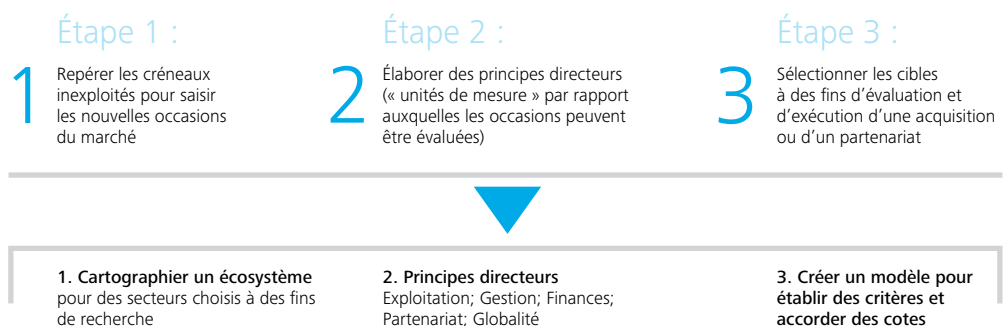 Étape 1 :
1
Repérer les créneaux
inexploités pour saisir
les nouvelles occasions
du marché
Étape 2 :
2
Élaborer des principes directeurs
(« unités de mesure » par rapport
auxquelles les occasions peuvent
être évaluées)
Étape 3 :
3
Sélectionner les cibles
à des fins d'évaluation et
d'exécution d'une acquisition
ou d'un partenariat
1. Cartographier un écosystème
pour des secteurs choisis à des fins
de recherche
2. Principes directeurs
Exploitation; Gestion; Finances;
Partenariat; Globalité
3. Créer un modèle pour
établir des critères et
accorder des cotes